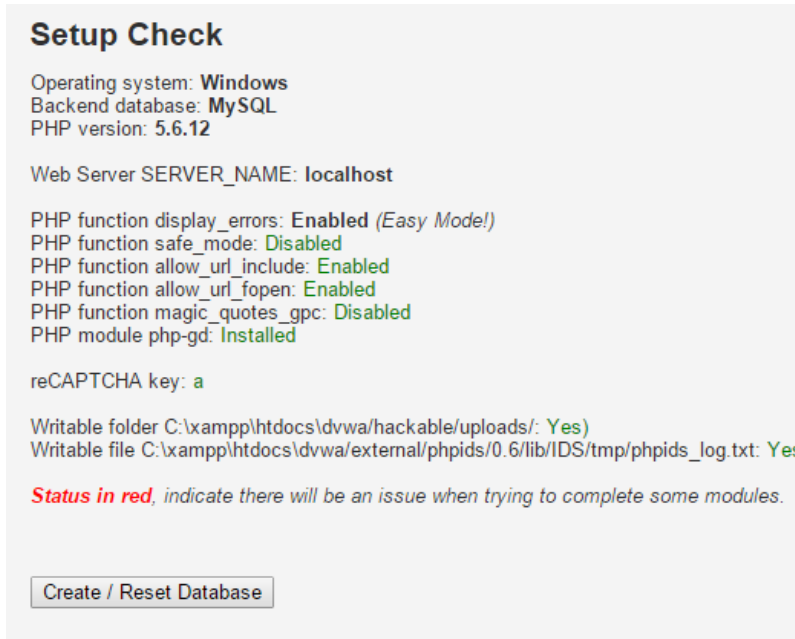 Setup Check
Operating system: Windows
Backend database: MySQL
PHP version: 5.6.12
Web Server SERVER_NAME: localhost
PHP function display_errors: Enabled (Easy Mode!)
PHP function safe_mode: Disabled
PHP function allow_url_include: Enabled
PHP function allow_url_fopen: Enabled
PHP function magic_quotes_gpc: Disabled
PHP module php-gd: Installed
reCAPTCHA key: a
Writable folder C:\xampp\htdocs\dvwa/hackable/uploads/: Yes)
Writable file C:\xampp\htdocs\dvwa/external/phpids/0.6/lib/IDS/tmp/phpids_log.txt: Yes
Status in red, indicate there will be an issue when trying to complete some modules.
Create / Reset Database